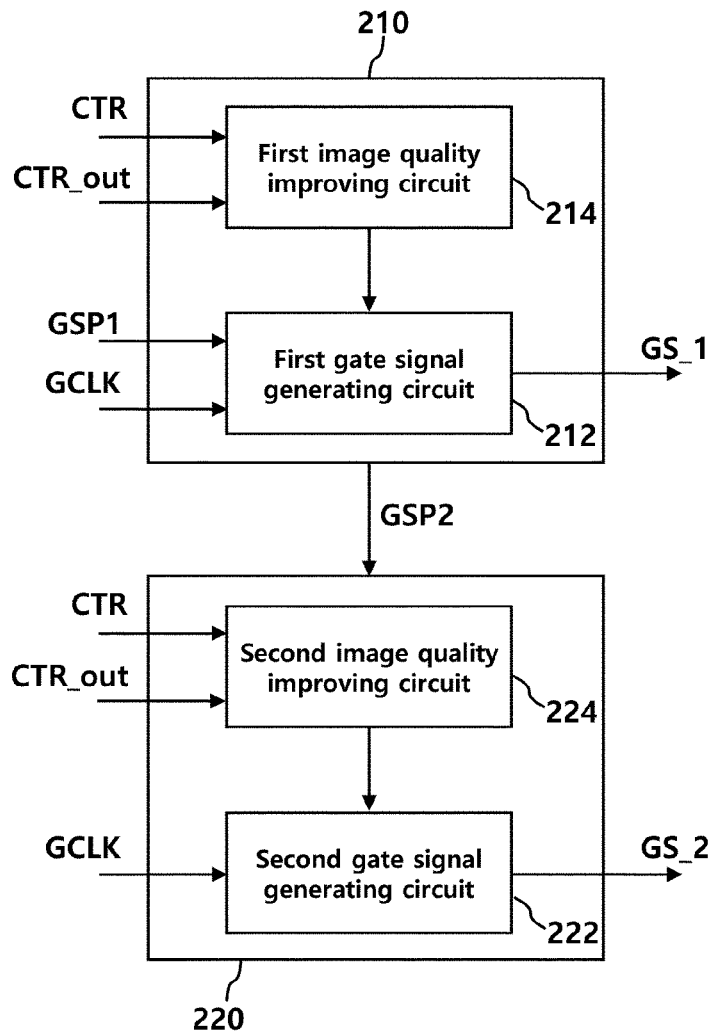 210
CTR
CTR_out
First image quality
improving circuit
214
GSP1
GCLK
First gate signal
generating circuit
GS_1
212
GSP2
CTR
CTR_out
Second image quality
improving circuit
224
GCLK
Second gate signal
generating circuit
GS_2
222
220